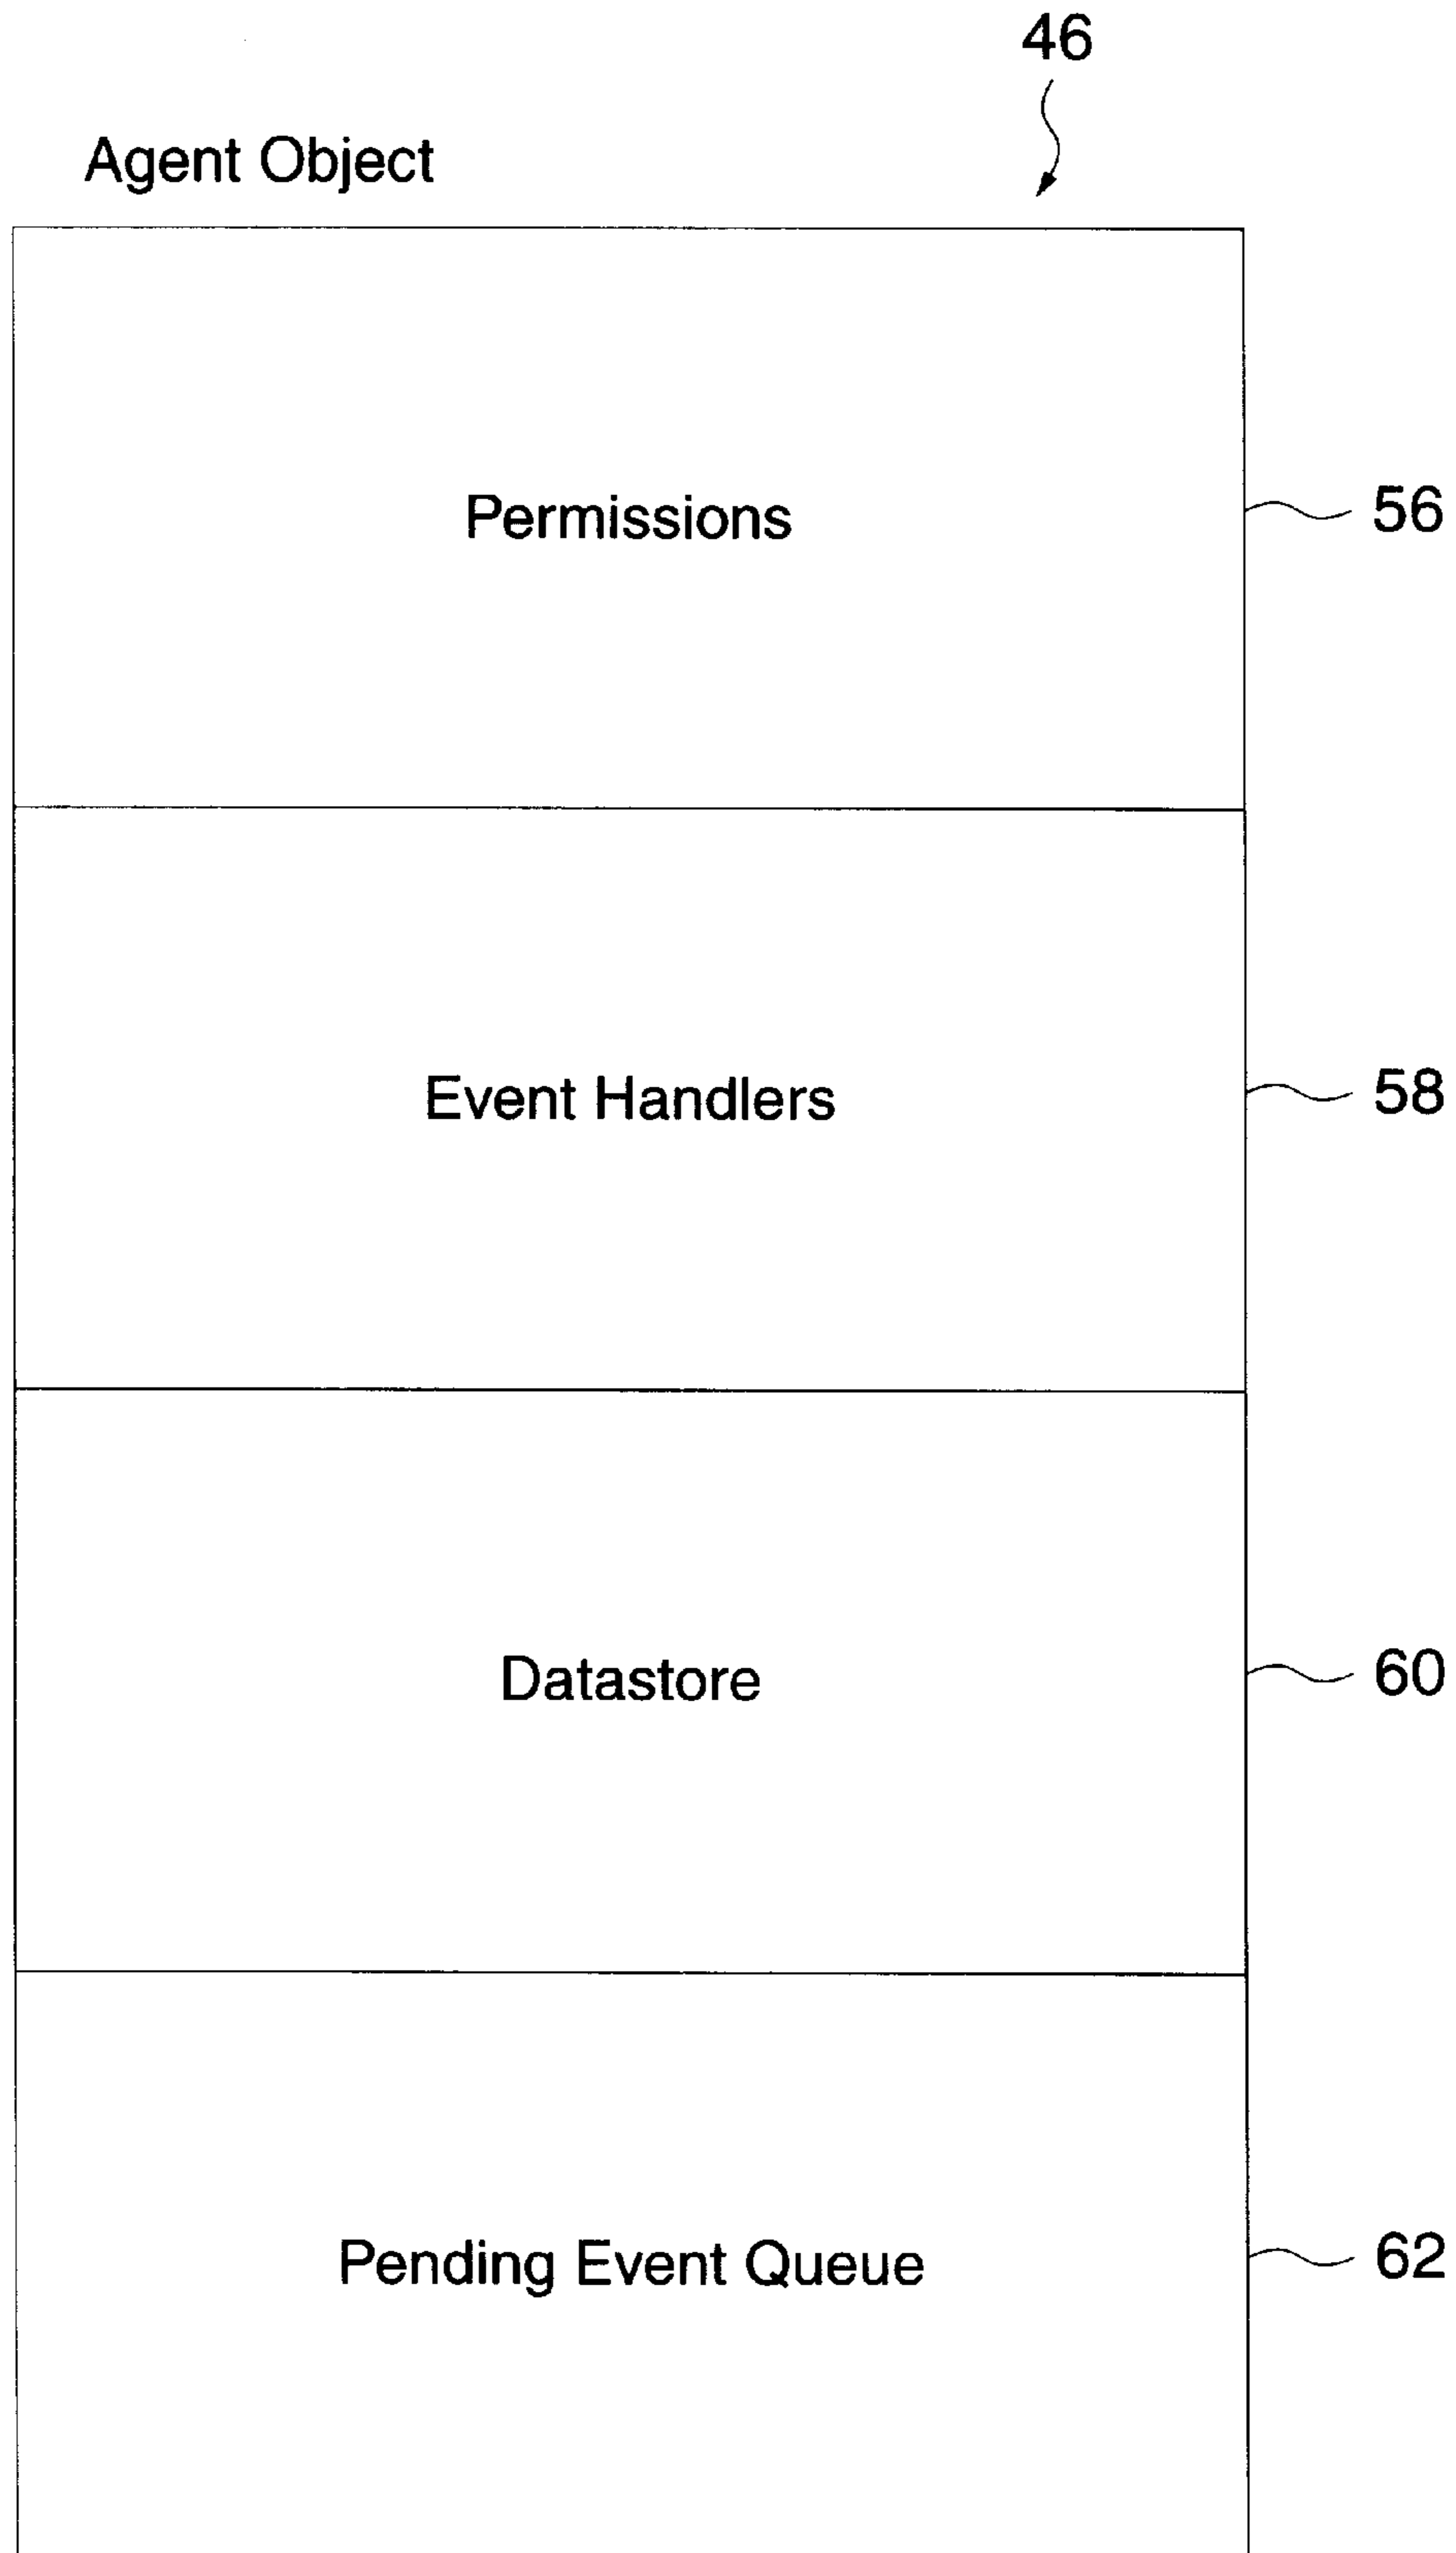 46
Agent Object
Permissions
56
Event Handlers
58
Datastore
60
Pending Event Queue
62